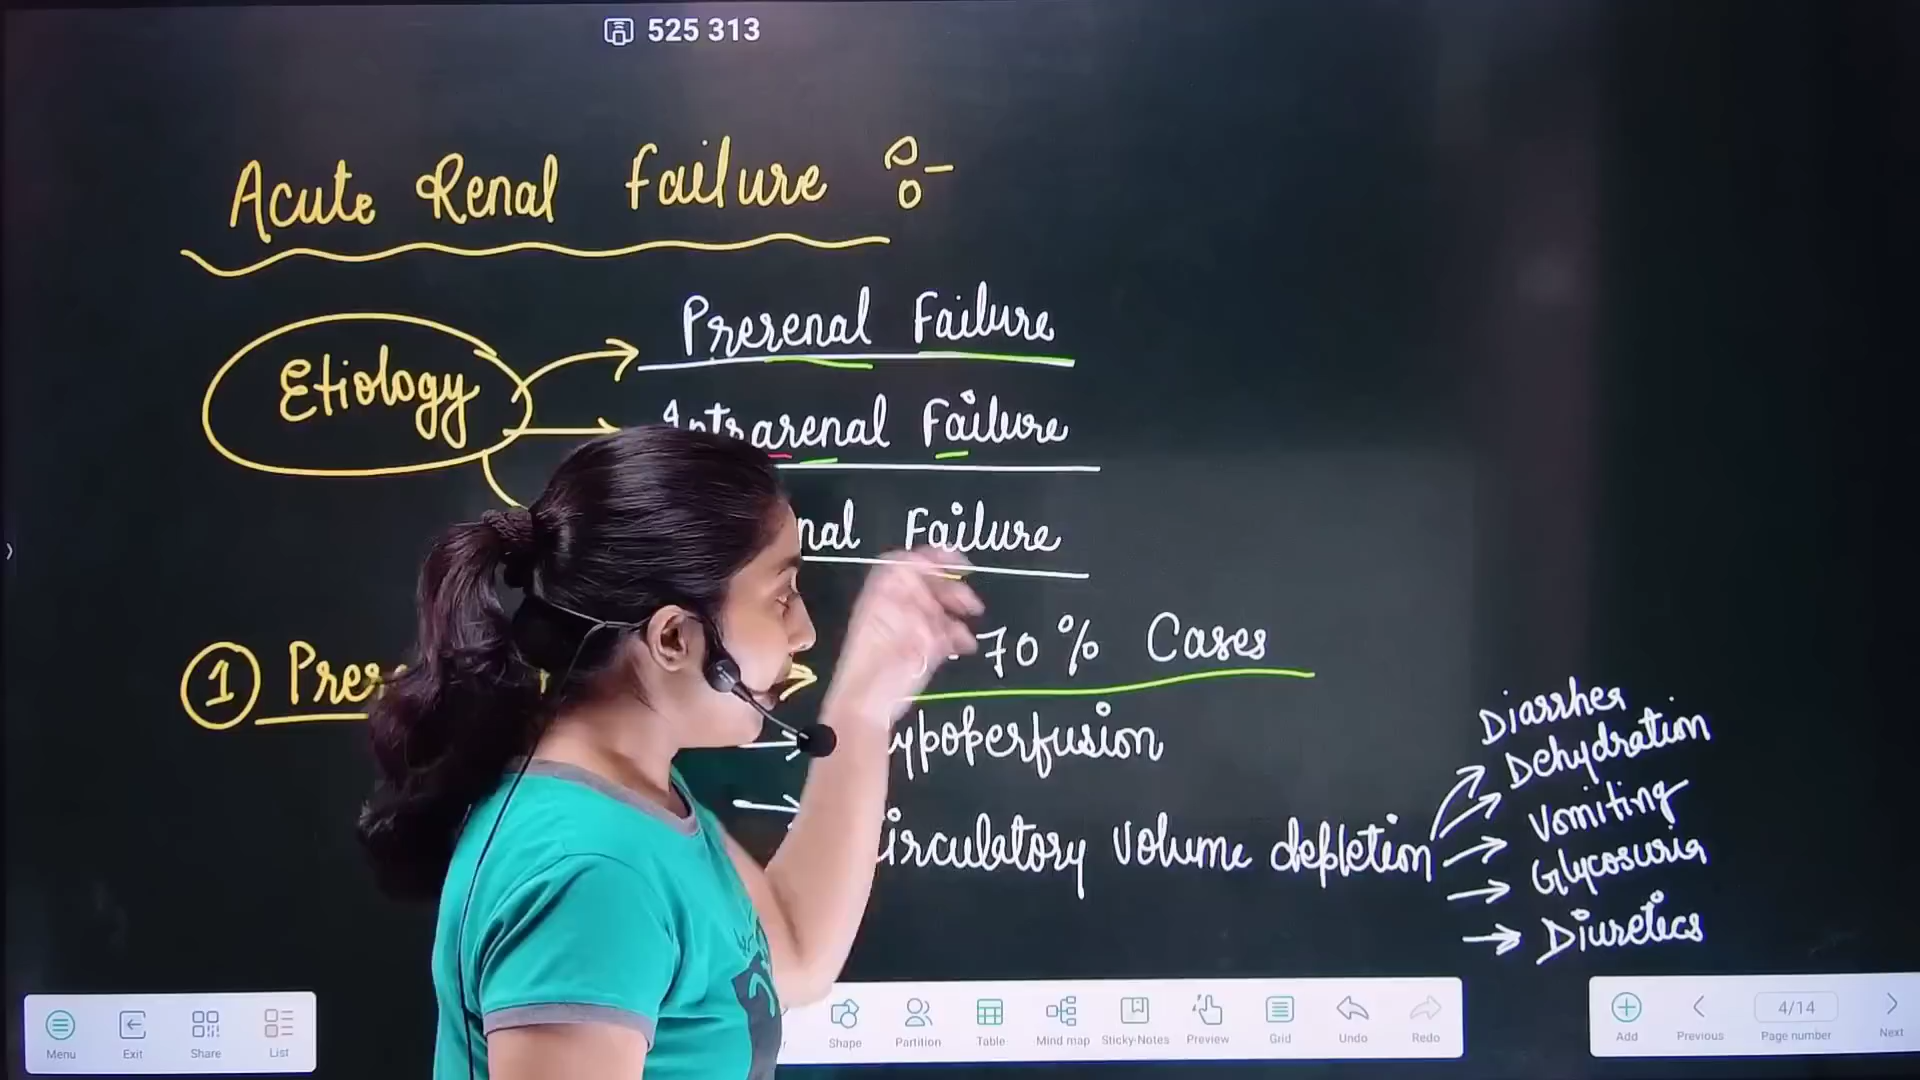 525 313
Acute Renal Failure :-
Etiology
Prerenal Failure
Intrarenal Failure
nal Failure
① Prer
70% Cases
ypoperfusion
irculatory Volume depletion
Diarrhea
Dehydration
Vomiting
Glycosuria
Diuretics
Menu Exit Share List
Shape Partition Table Mind map Sticky-Notes Preview Grid Undo Redo
Add Previous 4/14 Page number Next